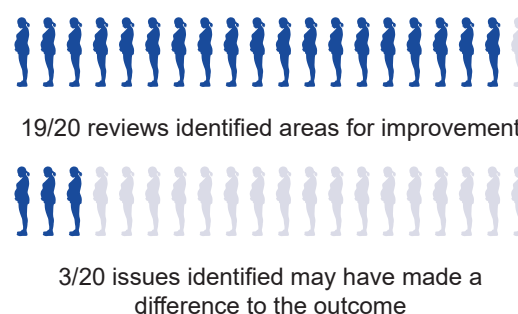 19/20 reviews identified areas for improvement
3/20 issues identified may have made a
difference to the outcome